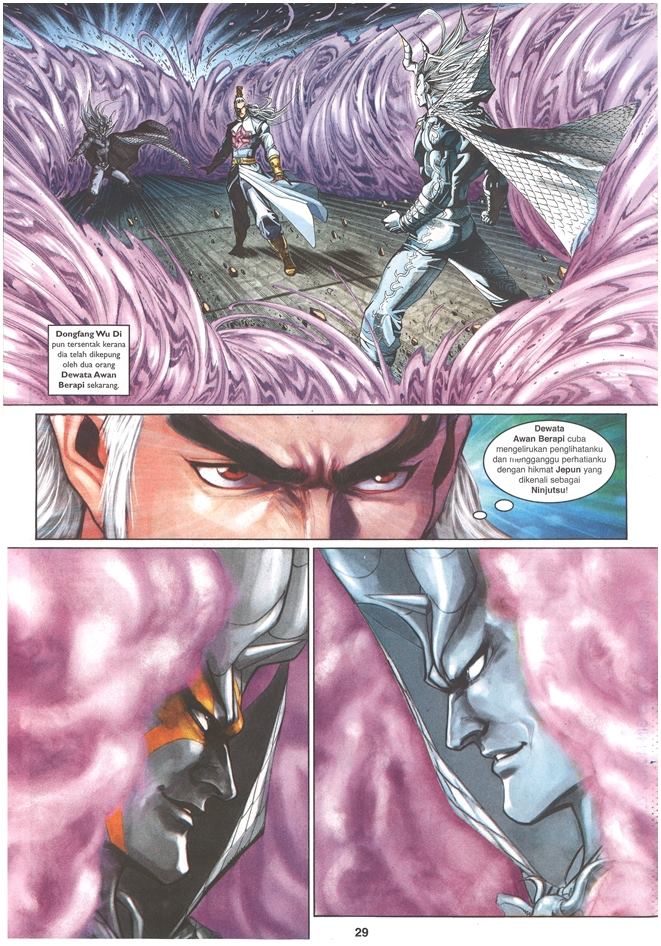 Dongfang Wu Di
pun tersentak kerana
dia telah dikepung
oleh dua orang
Dewata Awan
Berapi sekarang.
Dewata
Awan Berapi cuba
mengelirukan penglihatanku
dan mengganggu perhatianku
dengan hikmat Jepun yang
dikenali sebagai
Ninjutsu!
29